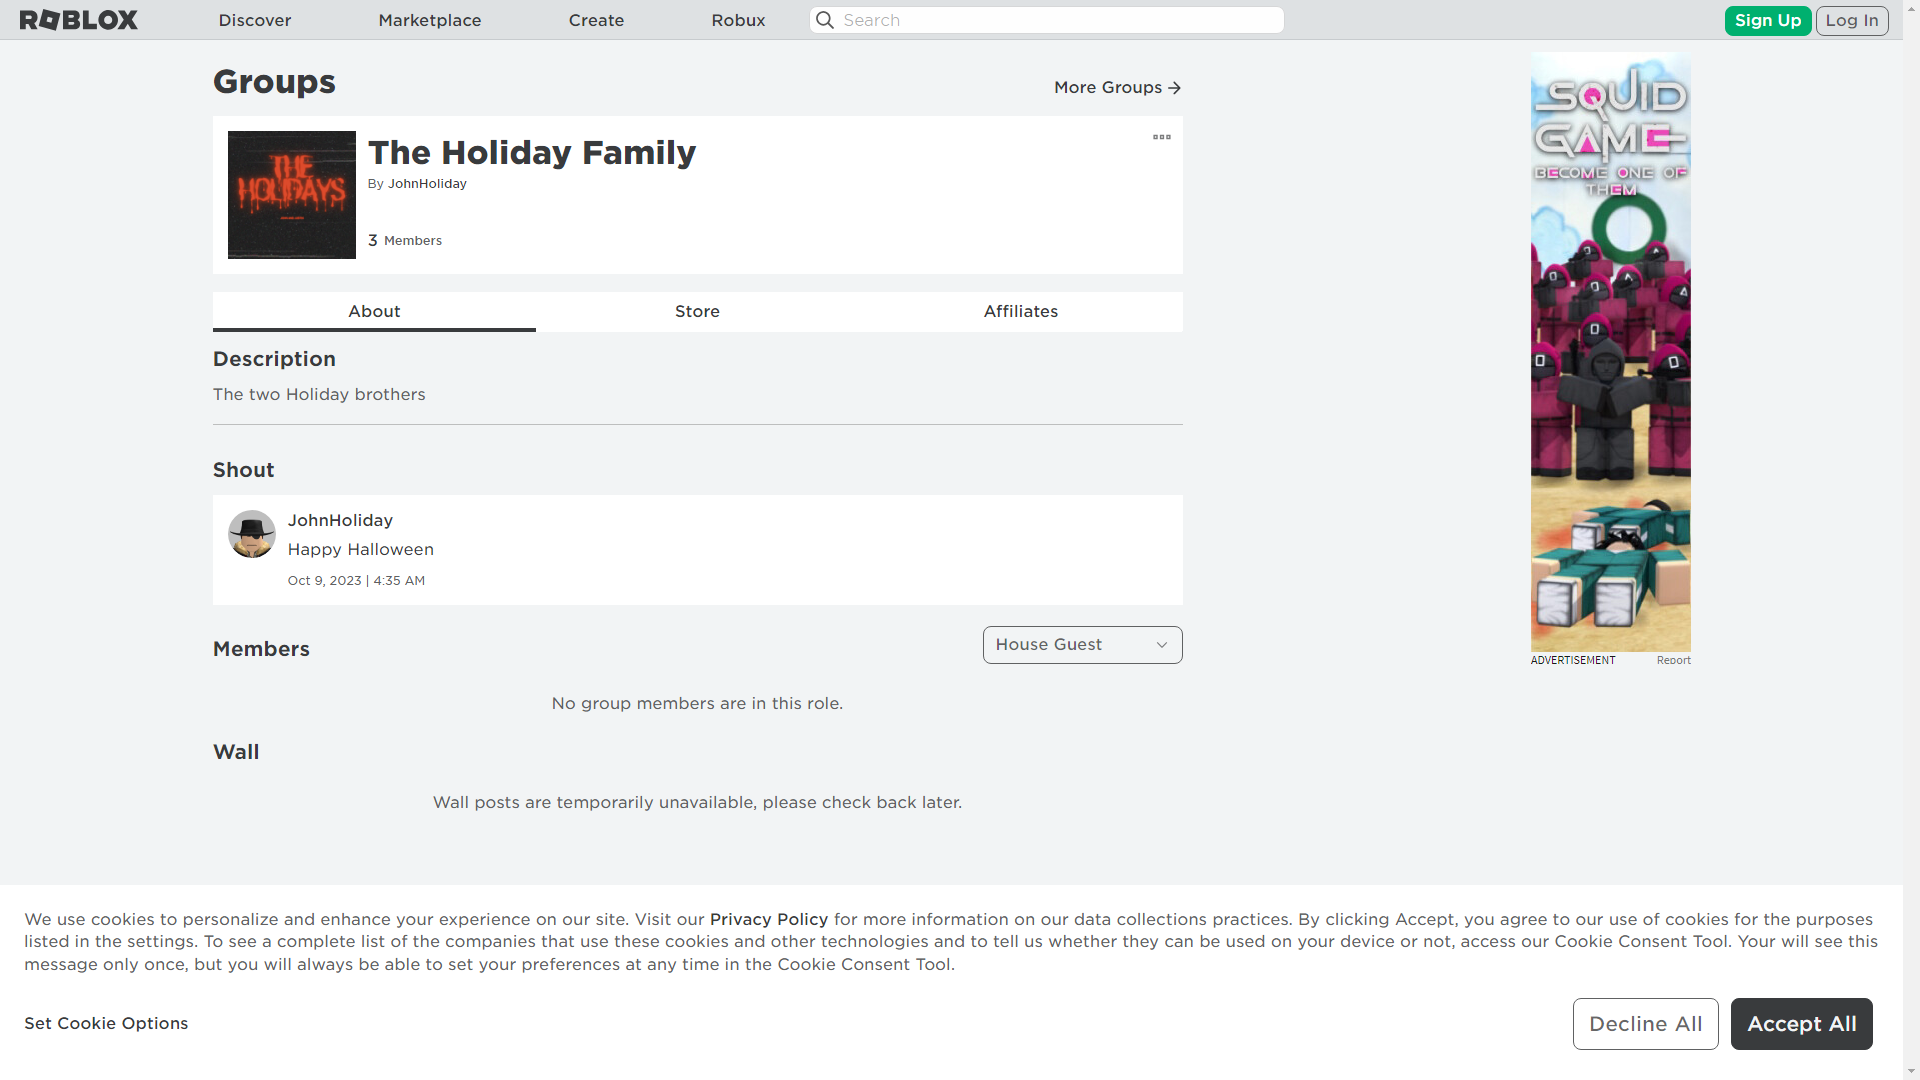 ROBLOX
Discover
Marketplace
Create
Robux
Search
Sign Up
Log In
Groups
More Groups
THE
HOLIDAYS
The Holiday Family
By JohnHoliday
3 Members
About
Store
Affiliates
Description
The two Holiday brothers
Shout
JohnHoliday
Happy Halloween
Oct 9, 2023 | 4:35 AM
Members
House Guest
No group members are in this role.
Wall
Wall posts are temporarily unavailable, please check back later.
SQUID
GAME
BECOME ONE OF
THEM
ADVERTISEMENT
Report
We use cookies to personalize and enhance your experience on our site. Visit our Privacy Policy for more information on our data collections practices. By clicking Accept, you agree to our use of cookies for the purposes
listed in the settings. To see a complete list of the companies that use these cookies and other technologies and to tell us whether they can be used on your device or not, access our Cookie Consent Tool. Your will see this
message only once, but you will always be able to set your preferences at any time in the Cookie Consent Tool.
Set Cookie Options
Decline All
Accept All